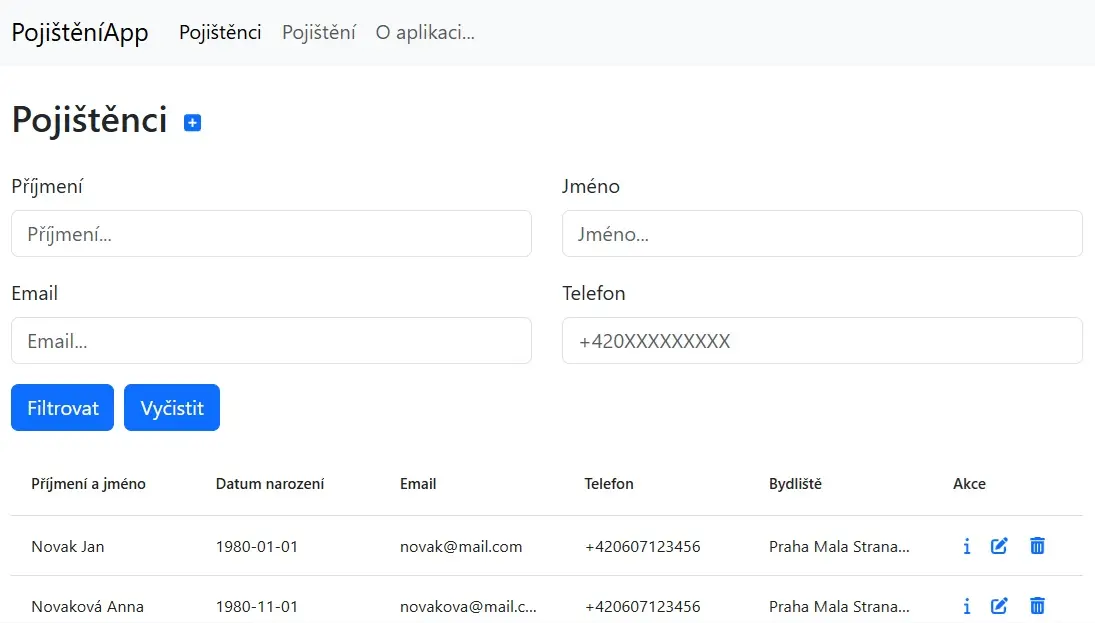 PojištěníApp Pojištěnci Pojištění O aplikaci...
Pojištěnci
Příjmení Jméno
Příjmení... Jméno...
Email Telefon
Email... +420XXXXXXXXX
Filtrovat Vyčistit
Příjmení a jméno Datum narození Email Telefon Bydliště Akce
Novak Jan 1980-01-01 novak@mail.com +420607123456 Praha Mala Strana...
Novaková Anna 1980-11-01 novakova@mail.c... +420607123456 Praha Mala Strana...